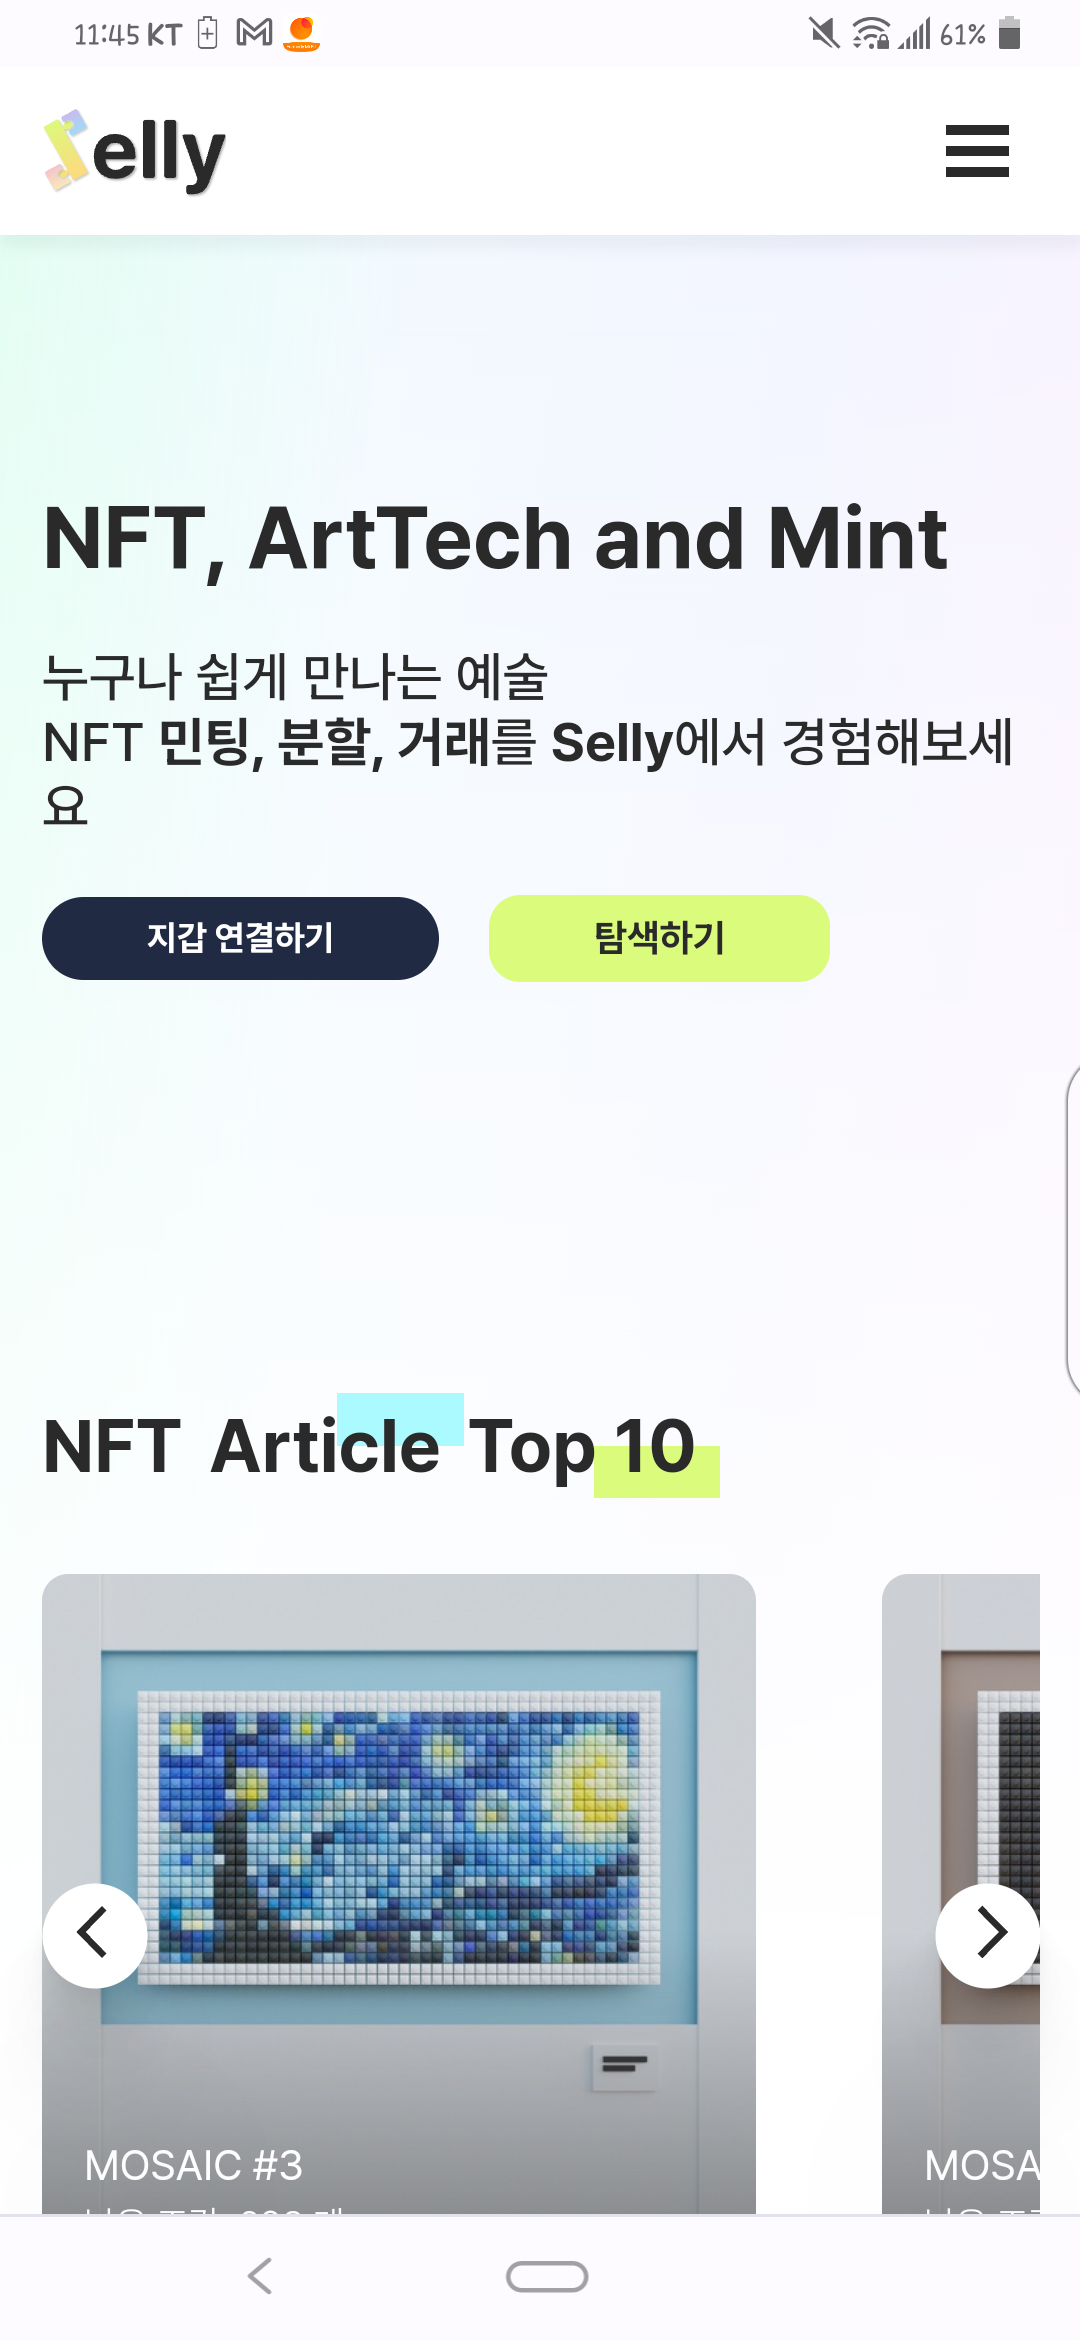 11:45 KT
61%
Selly
NFT, ArtTech and Mint
누구나 쉽게 만나는 예술
NFT 민팅, 분할, 거래를 Selly에서 경험해보세
요
지갑 연결하기
탐색하기
NFT Article Top 10
MOSAIC #3
MOSA